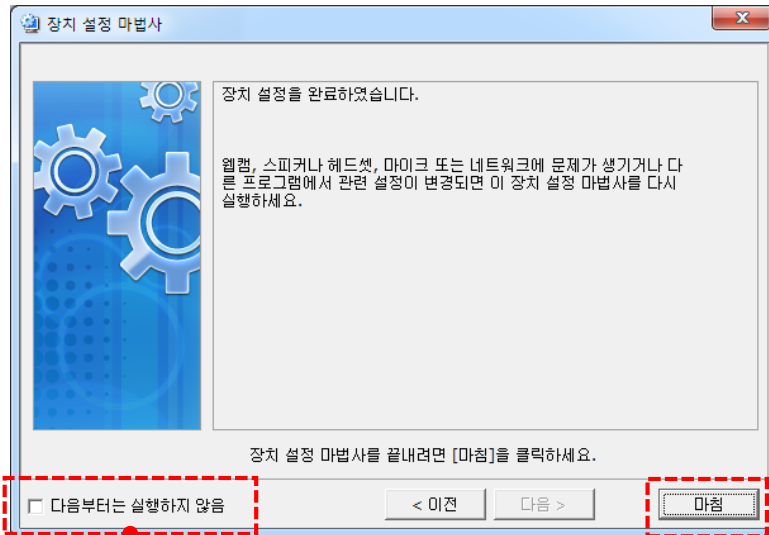 장치 설정 마법사
장치 설정을 완료하였습니다.
웹캠, 스피커나 헤드셋, 마이크 또는 네트워크에 문제가 생기거나 다
른 프로그램에서 관련 설정이 변경되면 이 장치 설정 마법사를 다시
실행하세요.
장치 설정 마법사를 끝내려면 [마침]을 클릭하세요.
다음부터는 실행하지 않음
< 이전
다음 >
마침